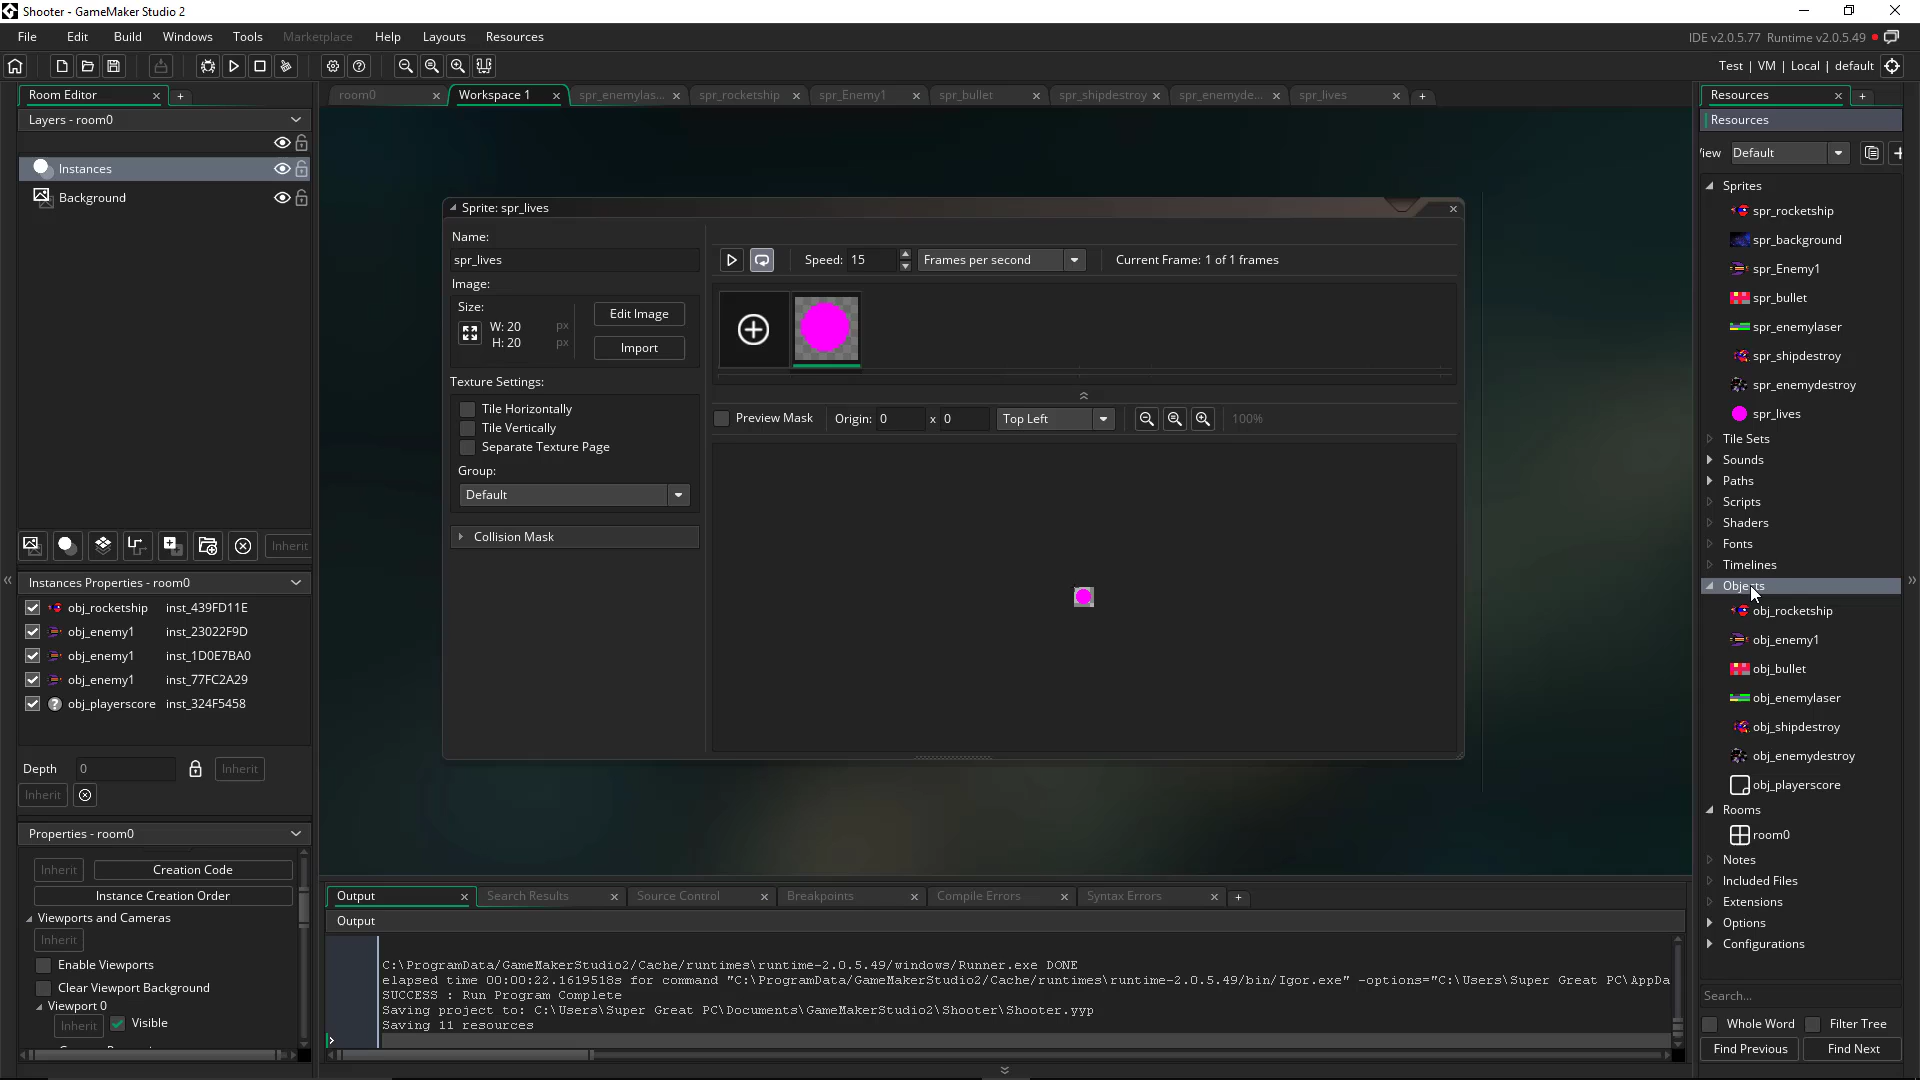 Shooter - GameMaker Studio 2
File Edit Build Windows Tools Marketplace Help Layouts Resources
IDE v2.0.5.77 Runtime v2.0.5.49
Test | VM | Local | default
Room Editor
Layers - room0
Instances
Background
Inherit
Instances Properties - room0
obj_rocketship inst_439FD11E
obj_enemy1 inst_23022F9D
obj_enemy1 inst_1D0E7BA0
obj_enemy1 inst_77FC2A29
obj_playerscore inst_324F5458
Depth 0 Inherit
Inherit
Properties - room0
Inherit Creation Code
Instance Creation Order
Viewports and Cameras
Inherit
Enable Viewports
Clear Viewport Background
Viewport 0
Inherit Visible
room0 Workspace 1 spr_enemylas... spr_rocketship spr_Enemy1 spr_bullet spr_shipdestroy spr_enemyde... spr_lives
Sprite: spr_lives
Name:
spr_lives
Image:
Size:
W: 20 px
H: 20 px
Edit Image
Import
Texture Settings:
Tile Horizontally
Tile Vertically
Separate Texture Page
Group:
Default
Collision Mask
Speed: 15 Frames per second Current Frame: 1 of 1 frames
Preview Mask Origin: 0 x 0 Top Left 100%
Output Search Results Source Control Breakpoints Compile Errors Syntax Errors
Output
C:\ProgramData/GameMakerStudio2/Cache/runtimes\runtime-2.0.5.49/windows/Runner.exe DONE
elapsed time 00:00:22.1619518s for command "C:\ProgramData/GameMakerStudio2/Cache/runtimes\runtime-2.0.5.49/bin/Igor.exe" -options="C:\Users\Super Great PC\AppDa
SUCCESS : Run Program Complete
Saving project to: C:\Users\Super Great PC\Documents\GameMakerStudio2\Shooter\Shooter.yyp
Saving 11 resources
Resources
Resources
iew Default
Sprites
spr_rocketship
spr_background
spr_Enemy1
spr_bullet
spr_enemylaser
spr_shipdestroy
spr_enemydestroy
spr_lives
Tile Sets
Sounds
Paths
Scripts
Shaders
Fonts
Timelines
Objects
obj_rocketship
obj_enemy1
obj_bullet
obj_enemylaser
obj_shipdestroy
obj_enemydestroy
obj_playerscore
Rooms
room0
Notes
Included Files
Extensions
Options
Configurations
Search...
Whole Word Filter Tree
Find Previous Find Next